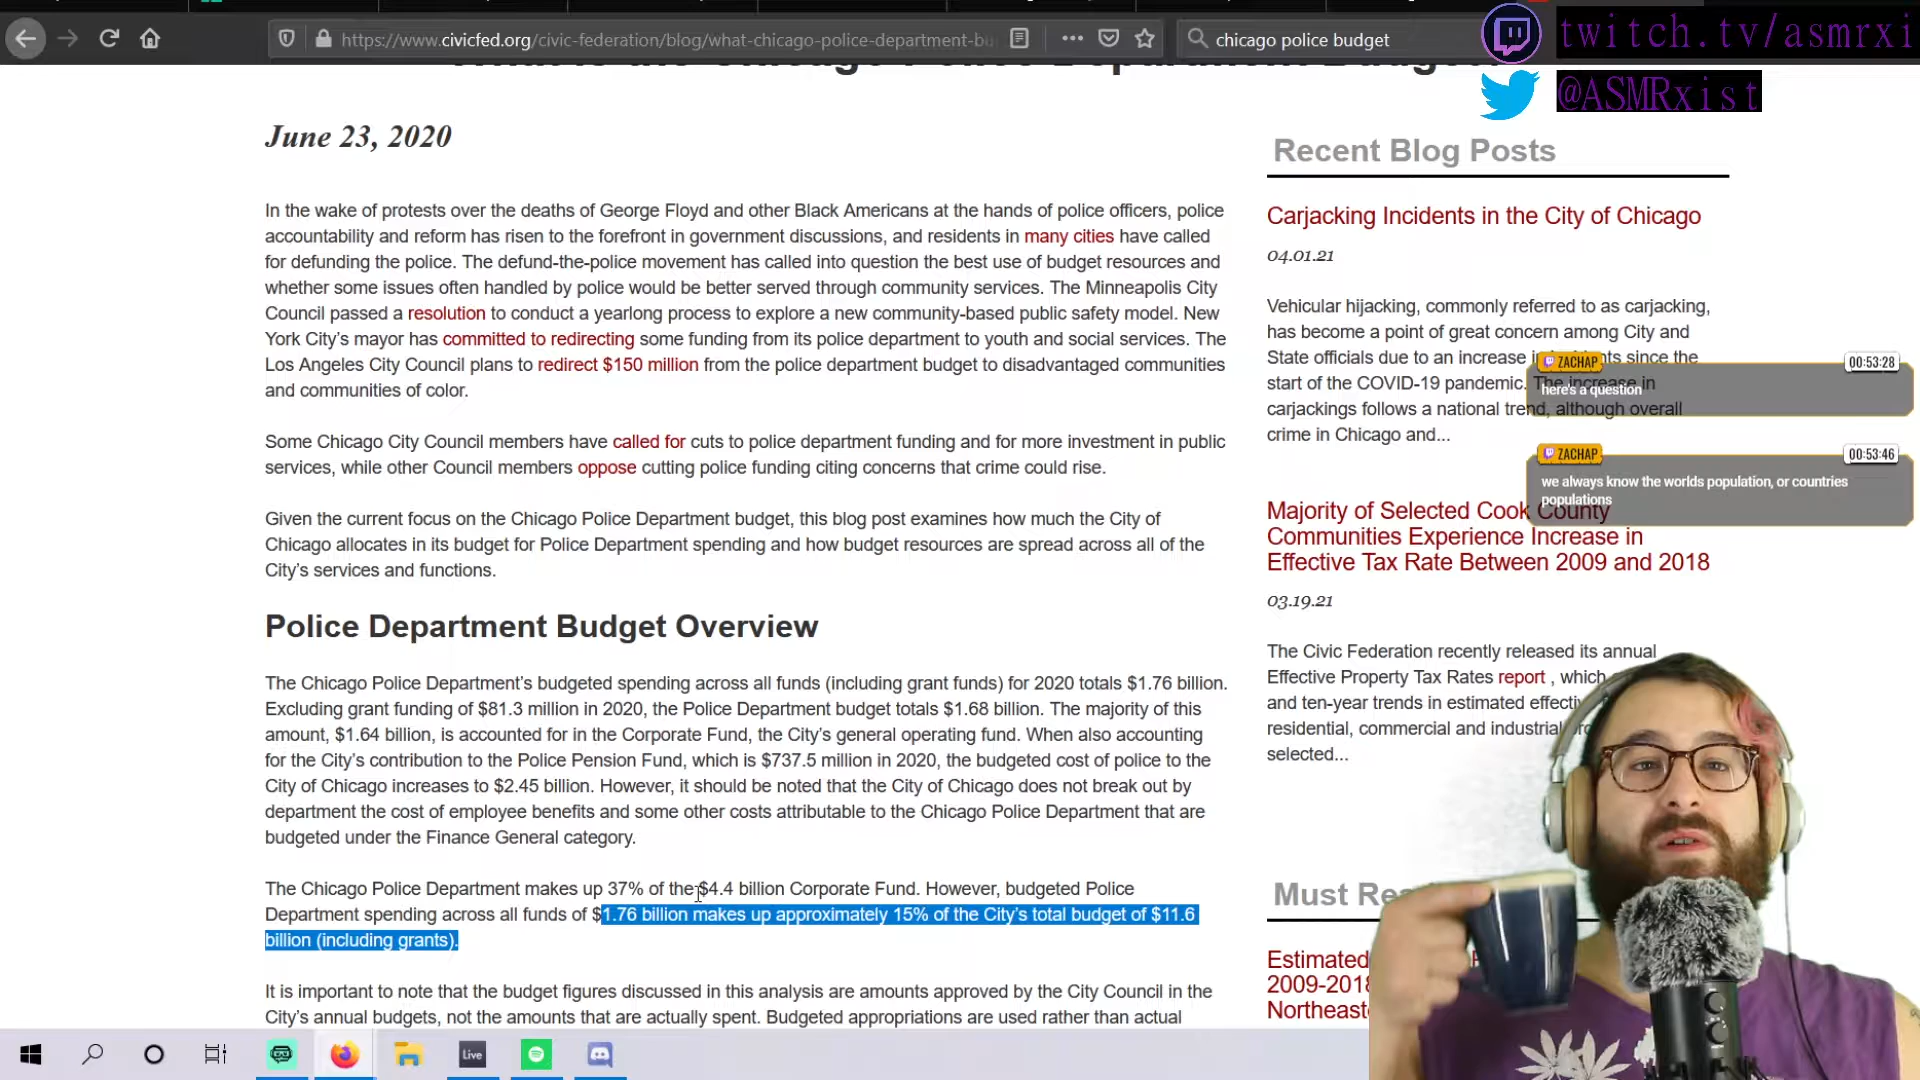 https://www.civicfed.org/civic-federation/blog/what-chicago-police-department-bu
chicago police budget
twitch.tv/asmrxi
@ASMRxist
What is the Chicago Police Department Budget?
June 23, 2020
In the wake of protests over the deaths of George Floyd and other Black Americans at the hands of police officers, police
accountability and reform has risen to the forefront in government discussions, and residents in many cities have called
for defunding the police. The defund-the-police movement has called into question the best use of budget resources and
whether some issues often handled by police would be better served through community services. The Minneapolis City
Council passed a resolution to conduct a yearlong process to explore a new community-based public safety model. New
York City's mayor has committed to redirecting some funding from its police department to youth and social services. The
Los Angeles City Council plans to redirect $150 million from the police department budget to disadvantaged communities
and communities of color.
Some Chicago City Council members have called for cuts to police department funding and for more investment in public
services, while other Council members oppose cutting police funding citing concerns that crime could rise.
Given the current focus on the Chicago Police Department budget, this blog post examines how much the City of
Chicago allocates in its budget for Police Department spending and how budget resources are spread across all of the
City's services and functions.
Police Department Budget Overview
The Chicago Police Department's budgeted spending across all funds (including grant funds) for 2020 totals $1.76 billion.
Excluding grant funding of $81.3 million in 2020, the Police Department budget totals $1.68 billion. The majority of this
amount, $1.64 billion, is accounted for in the Corporate Fund, the City's general operating fund. When also accounting
for the City's contribution to the Police Pension Fund, which is $737.5 million in 2020, the budgeted cost of police to the
City of Chicago increases to $2.45 billion. However, it should be noted that the City of Chicago does not break out by
department the cost of employee benefits and some other costs attributable to the Chicago Police Department that are
budgeted under the Finance General category.
The Chicago Police Department makes up 37% of the $4.4 billion Corporate Fund. However, budgeted Police
Department spending across all funds of $1.76 billion makes up approximately 15% of the City's total budget of $11.6
billion (including grants).
It is important to note that the budget figures discussed in this analysis are amounts approved by the City Council in the
City's annual budgets, not the amounts that are actually spent. Budgeted appropriations are used rather than actual
Recent Blog Posts
Carjacking Incidents in the City of Chicago
04.01.21
Vehicular hijacking, commonly referred to as carjacking,
has become a point of great concern among City and
State officials due to an increase in incidents since the
start of the COVID-19 pandemic. The increase in
carjackings follows a national trend, although overall
crime in Chicago and...
ZACHAP
00:53:28
here's a question
ZACHAP
00:53:46
we always know the worlds population, or countries
populations
Majority of Selected Cook County
Communities Experience Increase in
Effective Tax Rate Between 2009 and 2018
03.19.21
The Civic Federation recently released its annual
Effective Property Tax Rates report , which
and ten-year trends in estimated
residential, commercial and industrial
selected...
Must
Estimated
2009-2018
Northeast
Live